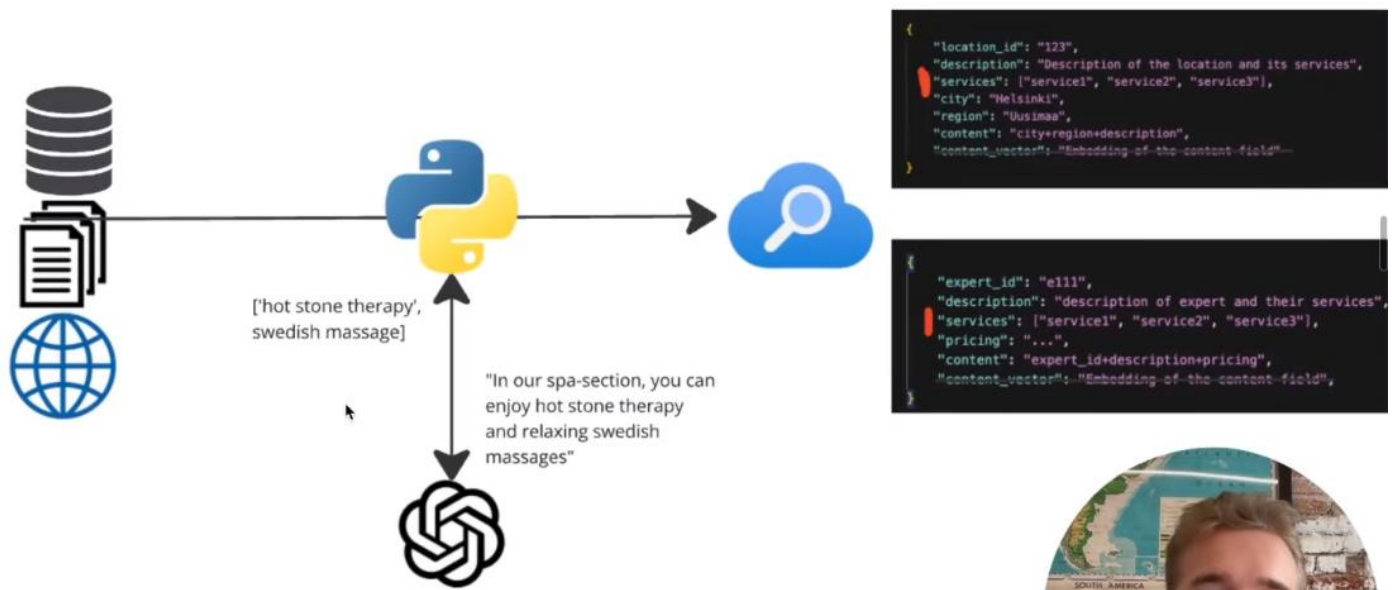 ['hot stone therapy',
swedish massage]
"In our spa-section, you can
enjoy hot stone therapy
and relaxing swedish
massages"
{
"location_id": "123",
"description": "Description of the location and its services",
"services": ["service1", "service2", "service3"],
"city": "Helsinki",
"region": "Uusimaa",
"content": "city+region+description",
"content_vector": "Embedding of the content field"
}
{
"expert_id": "e111",
"description": "description of expert and their services",
"services": ["service1", "service2", "service3"],
"pricing": "...",
"content": "expert_id+description+pricing",
"content_vector": "Embedding of the content field",
}
SOUTH AMERICA